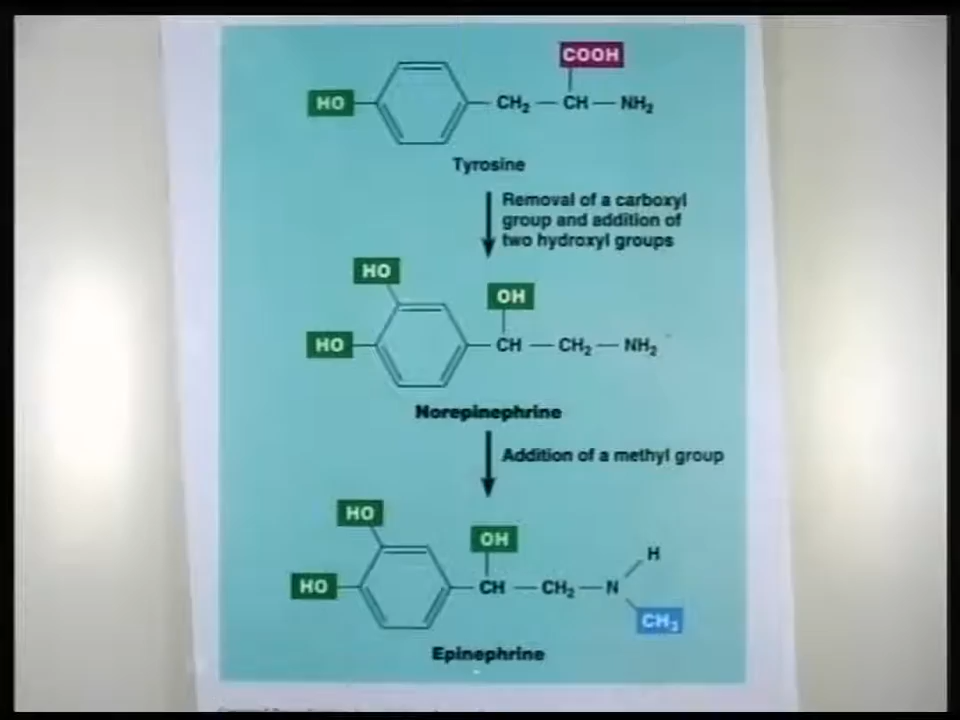 COOH
HO CH₂ — CH — NH₂
Tyrosine
Removal of a carboxyl
group and addition of
two hydroxyl groups
HO
OH
HO CH — CH₂ — NH₂
Norepinephrine
Addition of a methyl group
HO
OH
H
HO CH — CH₂ — N
CH₃
Epinephrine